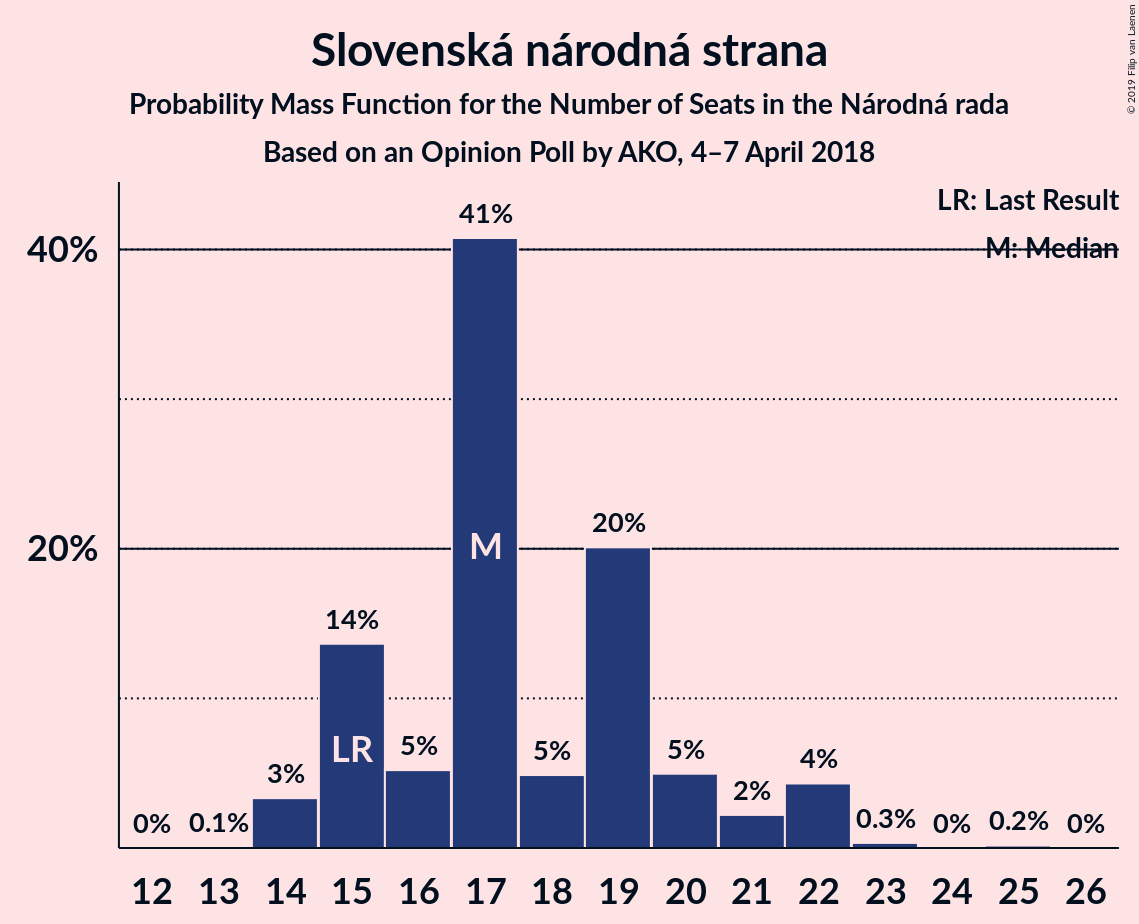 Slovenská národná strana
Probability Mass Function for the Number of Seats in the Národná rada
Based on an Opinion Poll by AKO, 4–7 April 2018
© 2019 Filip van Laenen
LR: Last Result
M: Median
40%
20%
0%
0.1%
3%
14%
5%
41%
5%
20%
5%
2%
4%
0.3%
0%
0.2%
0%
LR
M
12 13 14 15 16 17 18 19 20 21 22 23 24 25 26